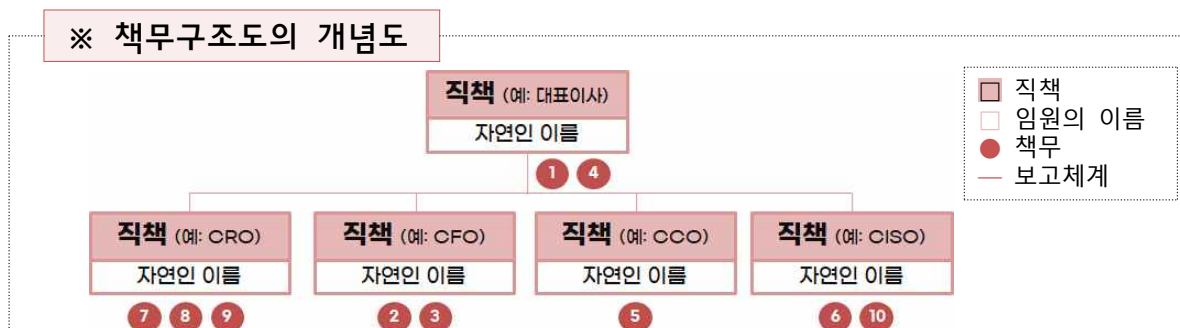 ※ 책무구조도의 개념도
직책 (예: 대표이사)
자연인 이름
1 4
직책
임원의 이름
책무
보고체계
직책 (예: CRO) 직책 (예: CFO) 직책 (예: CCO) 직책 (예: CISO)
자연인 이름 자연인 이름 자연인 이름 자연인 이름
7 8 9 2 3 5 6 10